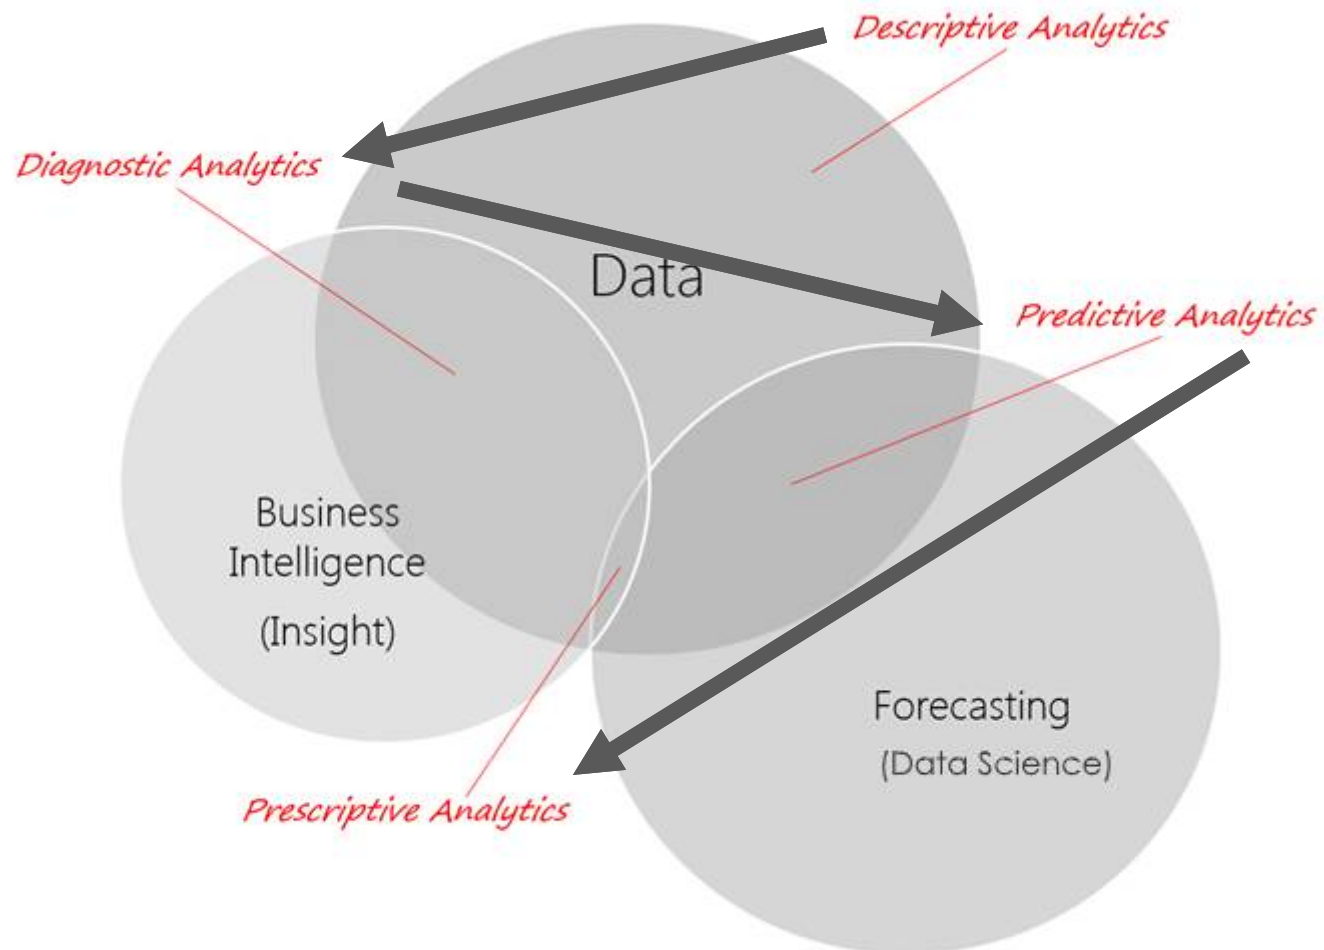 Descriptive Analytics
Diagnostic Analytics
Data
Predictive Analytics
Business
Intelligence
(Insight)
Forecasting
(Data Science)
Prescriptive Analytics